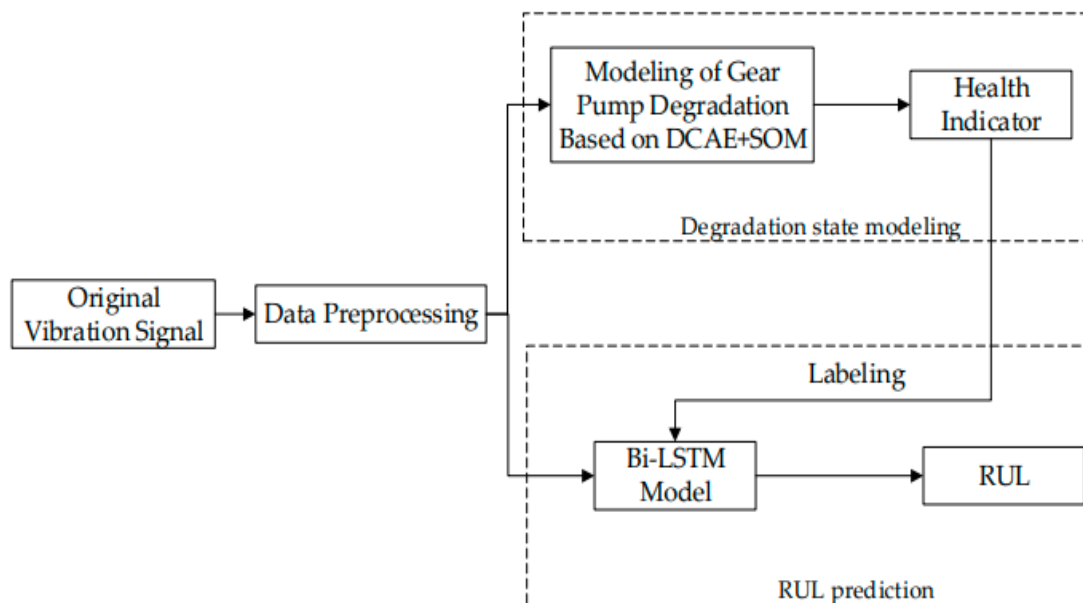 Modeling of Gear
Pump Degradation
Based on DCAE+SOM
Health
Indicator
Degradation state modeling
Original
Vibration Signal
Data Preprocessing
Labeling
Bi-LSTM
Model
RUL
RUL prediction